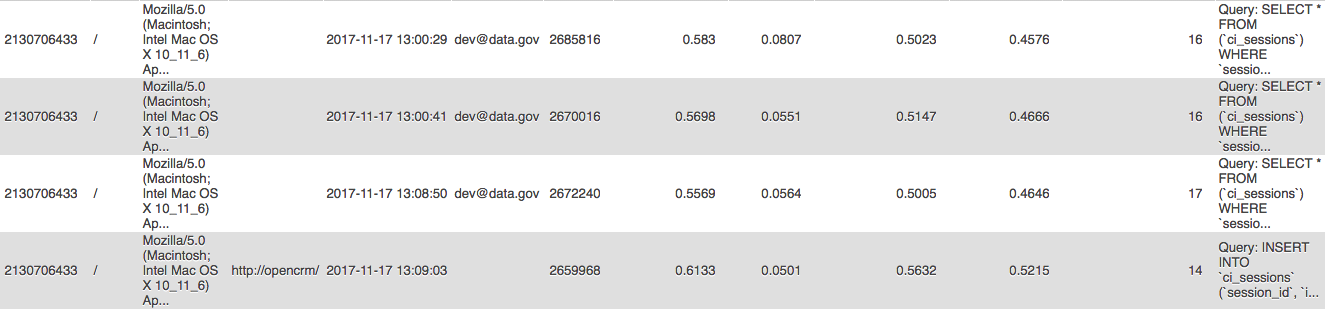 2130706433 / Mozilla/5.0 (Macintosh; Intel Mac OS X 10_11_6) Ap... 2017-11-17 13:00:29 dev@data.gov 2685816 0.583 0.0807 0.5023 0.4576 16 Query: SELECT * FROM (`ci_sessions`) WHERE `sessio...
2130706433 / Mozilla/5.0 (Macintosh; Intel Mac OS X 10_11_6) Ap... 2017-11-17 13:00:41 dev@data.gov 2670016 0.5698 0.0551 0.5147 0.4666 16 Query: SELECT * FROM (`ci_sessions`) WHERE `sessio...
2130706433 / Mozilla/5.0 (Macintosh; Intel Mac OS X 10_11_6) Ap... 2017-11-17 13:08:50 dev@data.gov 2672240 0.5569 0.0564 0.5005 0.4646 17 Query: SELECT * FROM (`ci_sessions`) WHERE `sessio...
2130706433 / Mozilla/5.0 (Macintosh; Intel Mac OS X 10_11_6) Ap... http://opencrm/ 2017-11-17 13:09:03 2659968 0.6133 0.0501 0.5632 0.5215 14 Query: INSERT INTO `ci_sessions` (`session_id`, `i...